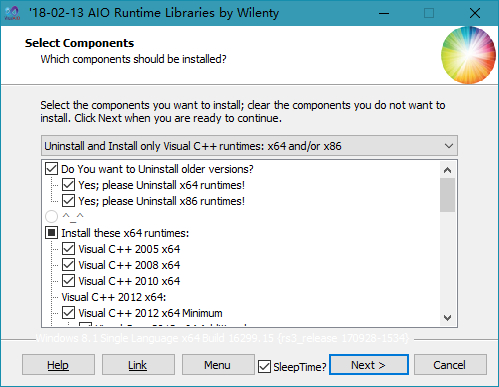 '18-02-13 AIO Runtime Libraries by Wilenty
Select Components
Which components should be installed?
Select the components you want to install; clear the components you do not want to
install. Click Next when you are ready to continue.
Uninstall and Install only Visual C++ runtimes: x64 and/or x86
Do You want to Uninstall older versions?
Yes; please Uninstall x64 runtimes!
Yes; please Uninstall x86 runtimes!
^_^
Install these x64 runtimes:
Visual C++ 2005 x64
Visual C++ 2008 x64
Visual C++ 2010 x64
Visual C++ 2012 x64:
Visual C++ 2012 x64 Minimum
Windows 8.1 Single Language x64 Build 16299.15 (rs3_release 170928-1534)
Help
Link
Menu
SleepTime?
Next >
Cancel